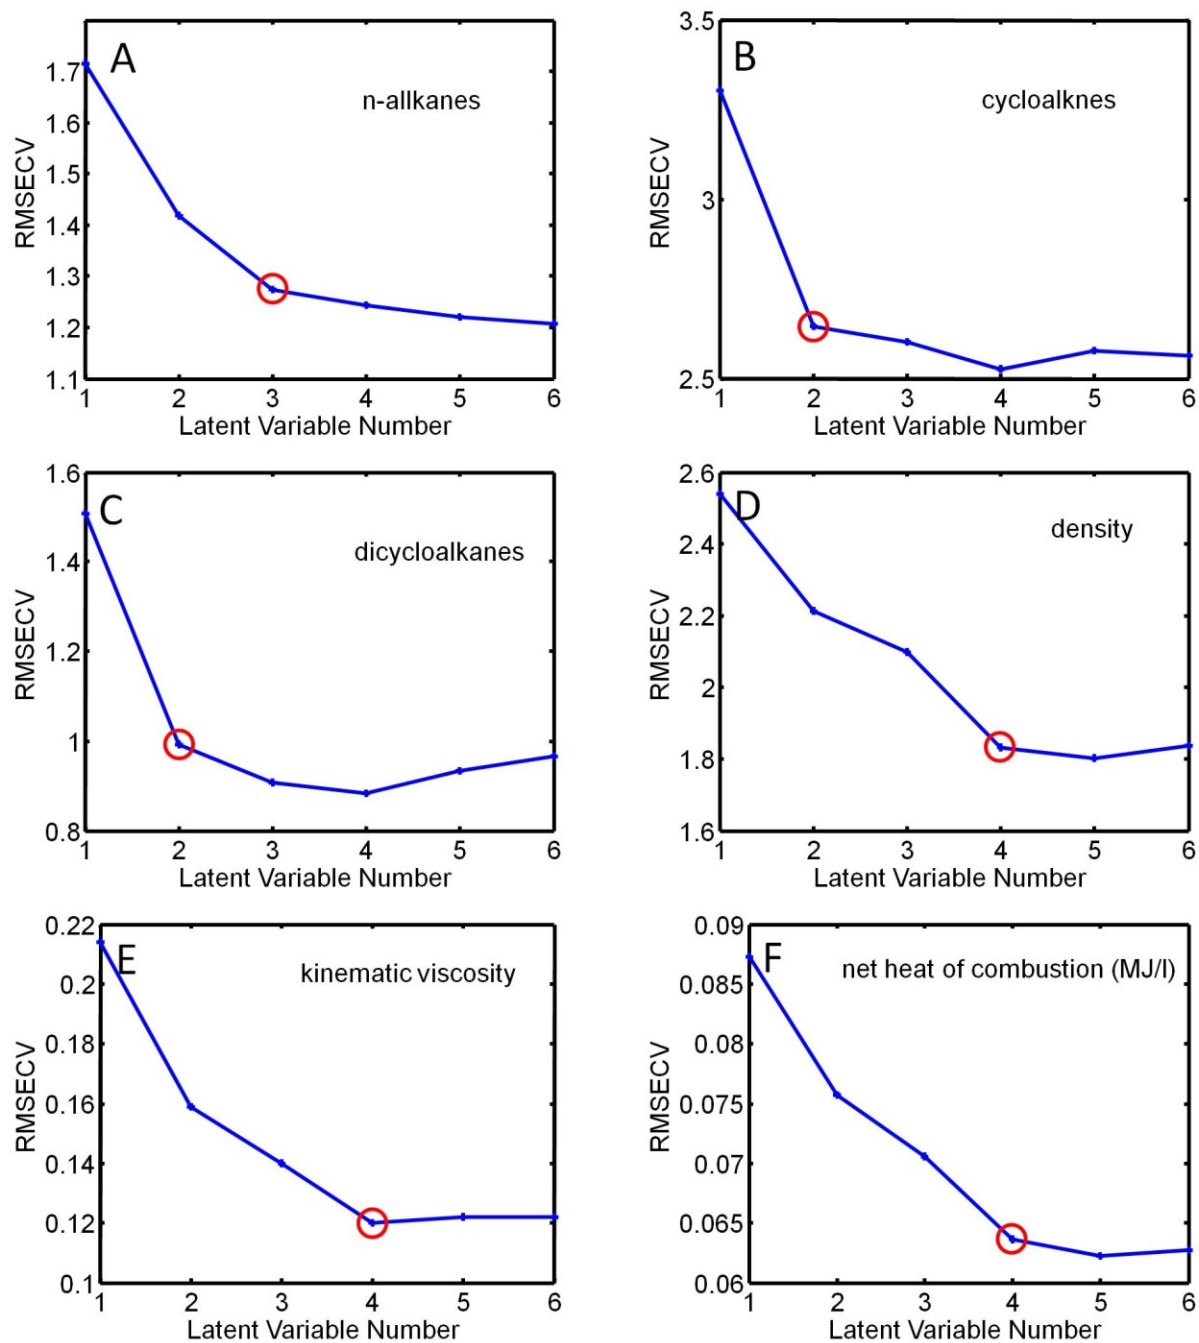 A
n-allkanes
RMSECV
1.7
1.6
1.5
1.4
1.3
1.2
1.1
1 2 3 4 5 6
Latent Variable Number
B
cycloalknes
RMSECV
3.5
3
2.5
1 2 3 4 5 6
Latent Variable Number
C
dicycloalkanes
RMSECV
1.6
1.4
1.2
1
0.8
1 2 3 4 5 6
Latent Variable Number
D
density
RMSECV
2.6
2.4
2.2
2
1.8
1.6
1 2 3 4 5 6
Latent Variable Number
E
kinematic viscosity
RMSECV
0.22
0.2
0.18
0.16
0.14
0.12
0.1
1 2 3 4 5 6
Latent Variable Number
F
net heat of combustion (MJ/l)
RMSECV
0.09
0.085
0.08
0.075
0.07
0.065
0.06
1 2 3 4 5 6
Latent Variable Number